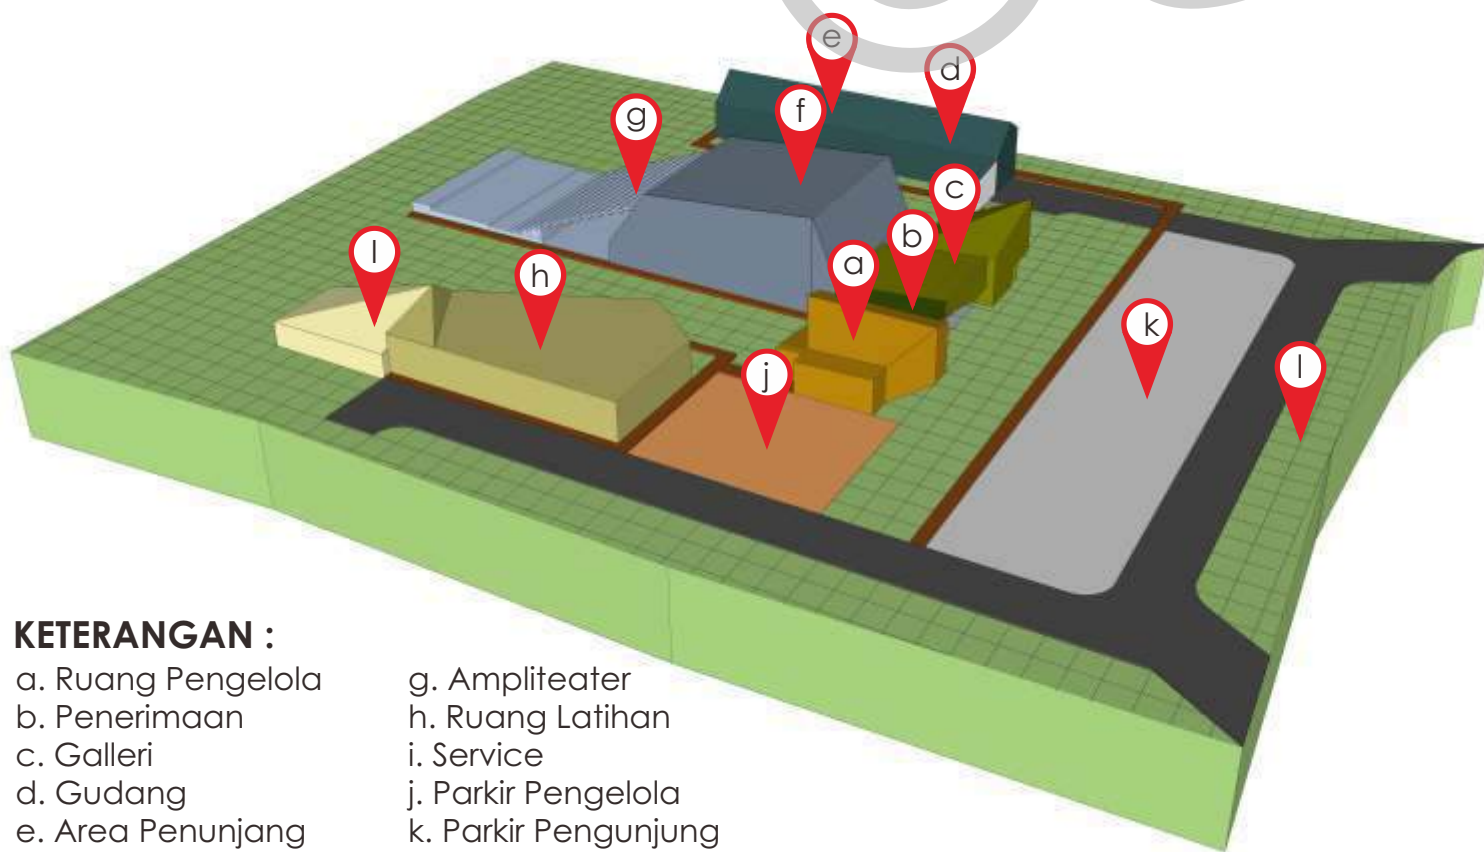 e
d
f
g
c
b
l
a
h
k
j
l
KETERANGAN :
a. Ruang Pengelola
b. Penerimaan
c. Galleri
d. Gudang
e. Area Penunjang
g. Ampliteater
h. Ruang Latihan
i. Service
j. Parkir Pengelola
k. Parkir Pengunjung